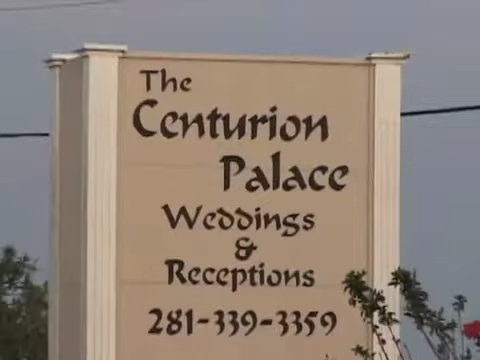 The
Centurion
Palace
Weddings
&
Receptions
281-339-3359